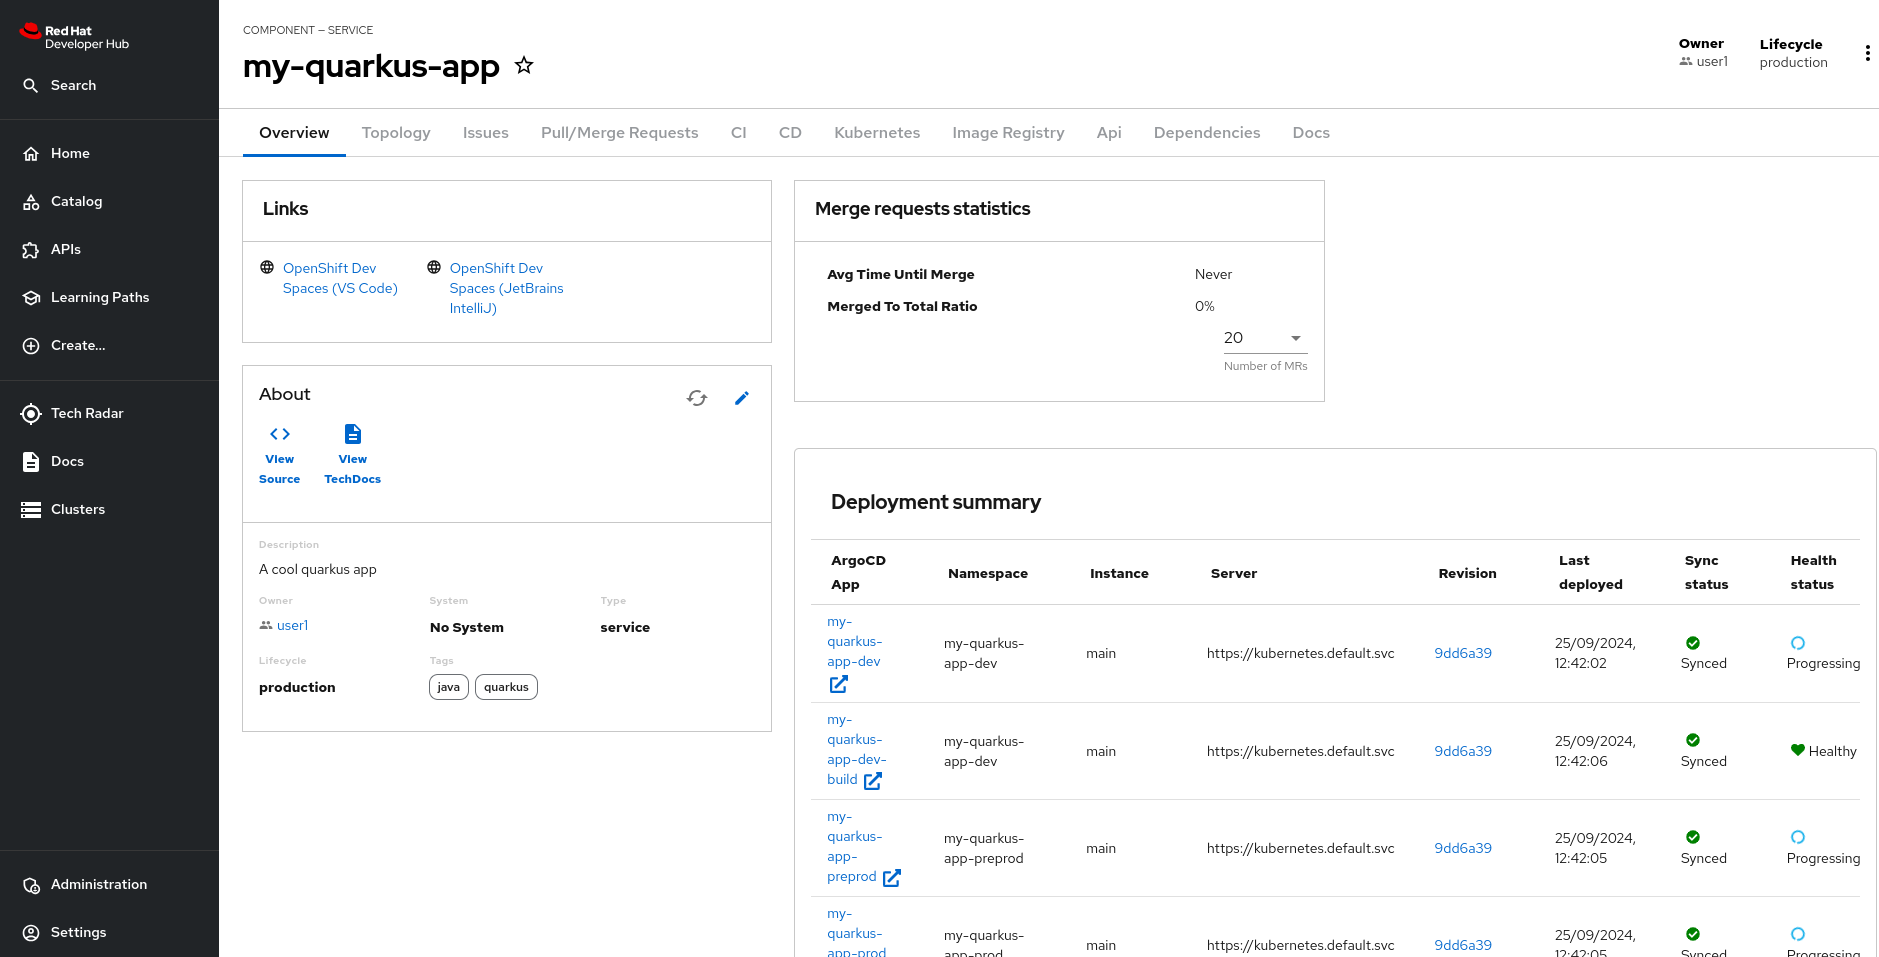 Red Hat
Developer Hub
Search
Home
Catalog
APIs
Learning Paths
Create...
Tech Radar
Docs
Clusters
Administration
Settings
COMPONENT — SERVICE
my-quarkus-app
Owner
user1
Lifecycle
production
Overview Topology Issues Pull/Merge Requests CI CD Kubernetes Image Registry Api Dependencies Docs
Links
OpenShift Dev
Spaces (VS Code)
OpenShift Dev
Spaces (JetBrains
IntelliJ)
About
View
Source
View
TechDocs
Description
A cool quarkus app
Owner
user1
System
No System
Type
service
Lifecycle
production
Tags
java quarkus
Merge requests statistics
Avg Time Until Merge Never
Merged To Total Ratio 0%
20
Number of MRs
Deployment summary
ArgoCD
App
Namespace
Instance
Server
Revision
Last
deployed
Sync
status
Health
status
my-
quarkus-
app-dev
my-quarkus-
app-dev
main
https://kubernetes.default.svc
9dd6a39
25/09/2024,
12:42:02
Synced
Progressing
my-
quarkus-
app-dev-
build
my-quarkus-
app-dev
main
https://kubernetes.default.svc
9dd6a39
25/09/2024,
12:42:06
Synced
Healthy
my-
quarkus-
app-
preprod
my-quarkus-
app-preprod
main
https://kubernetes.default.svc
9dd6a39
25/09/2024,
12:42:05
Synced
Progressing
my-
quarkus-
app-prod
my-quarkus-
app-prod
main
https://kubernetes.default.svc
9dd6a39
25/09/2024,
12:42:05
Synced
Progressing